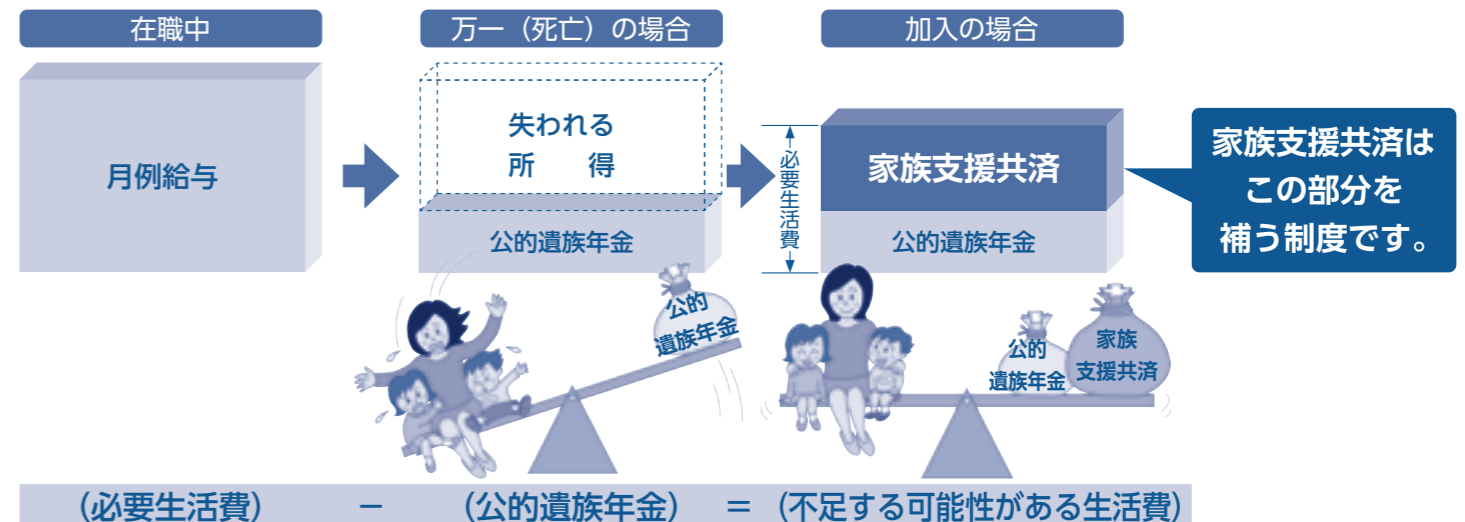 在職中
万一（死亡）の場合
加入の場合
月例給与
失われる
所　得
公的遺族年金
必要生活費
家族支援共済
公的遺族年金
家族支援共済は
この部分を
補う制度です。
公的
遺族年金
公的
遺族年金
家族
支援共済
（必要生活費）　－　（公的遺族年金）　＝　（不足する可能性がある生活費）